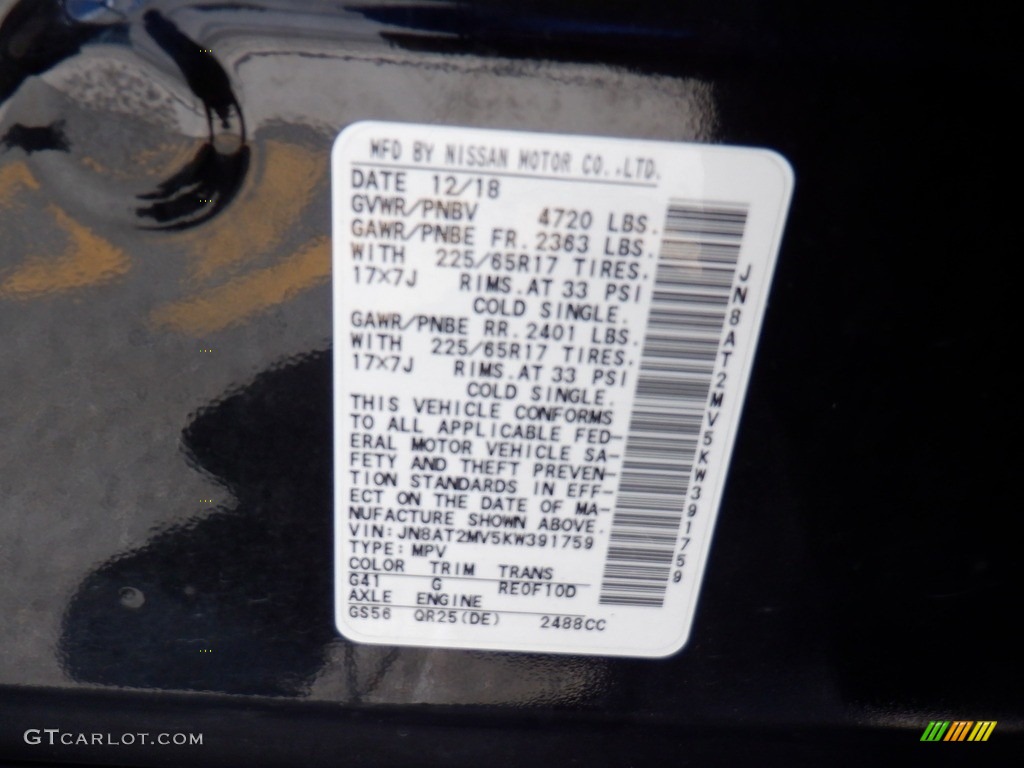 MFD BY NISSAN MOTOR CO.,LTD.
DATE 12/18
GVWR/PNBV 4720 LBS.
GAWR/PNBE FR. 2363 LBS.
WITH 225/65R17 TIRES.
17×7J RIMS.AT 33 PSI
COLD SINGLE.
GAWR/PNBE RR. 2401 LBS.
WITH 225/65R17 TIRES.
17×7J RIMS.AT 33 PSI
COLD SINGLE.
THIS VEHICLE CONFORMS
TO ALL APPLICABLE FED-
ERAL MOTOR VEHICLE SA-
FETY AND THEFT PREVEN-
TION STANDARDS IN EFF-
ECT ON THE DATE OF MA-
NUFACTURE SHOWN ABOVE.
VIN:JN8AT2MV5KW391759
TYPE:MPV
COLOR TRIM TRANS
G41 G RE0F10D
AXLE ENGINE
GS56 QR25(DE) 2488CC
JN8AT2MV5KW391759
GTCARLOT.COM